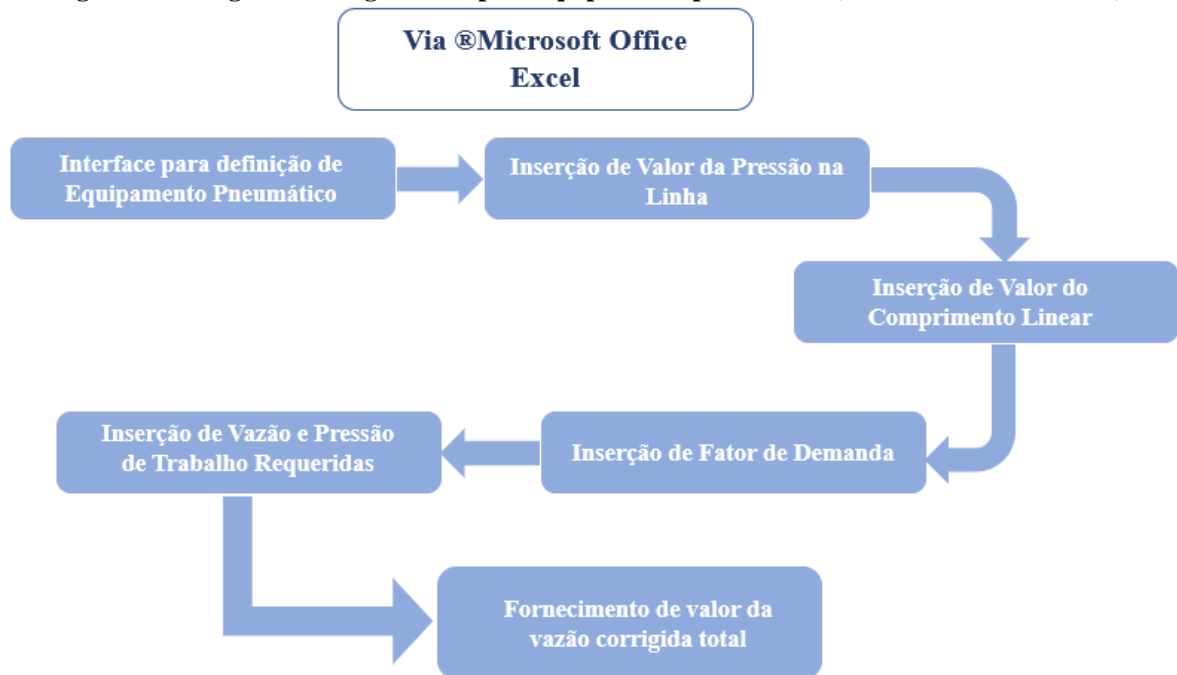 Via ®Microsoft Office
Excel
Interface para definição de
Equipamento Pneumático
Inserção de Valor da Pressão na
Linha
Inserção de Valor do
Comprimento Linear
Inserção de Fator de Demanda
Inserção de Vazão e Pressão
de Trabalho Requeridas
Fornecimento de valor da
vazão corrigida total